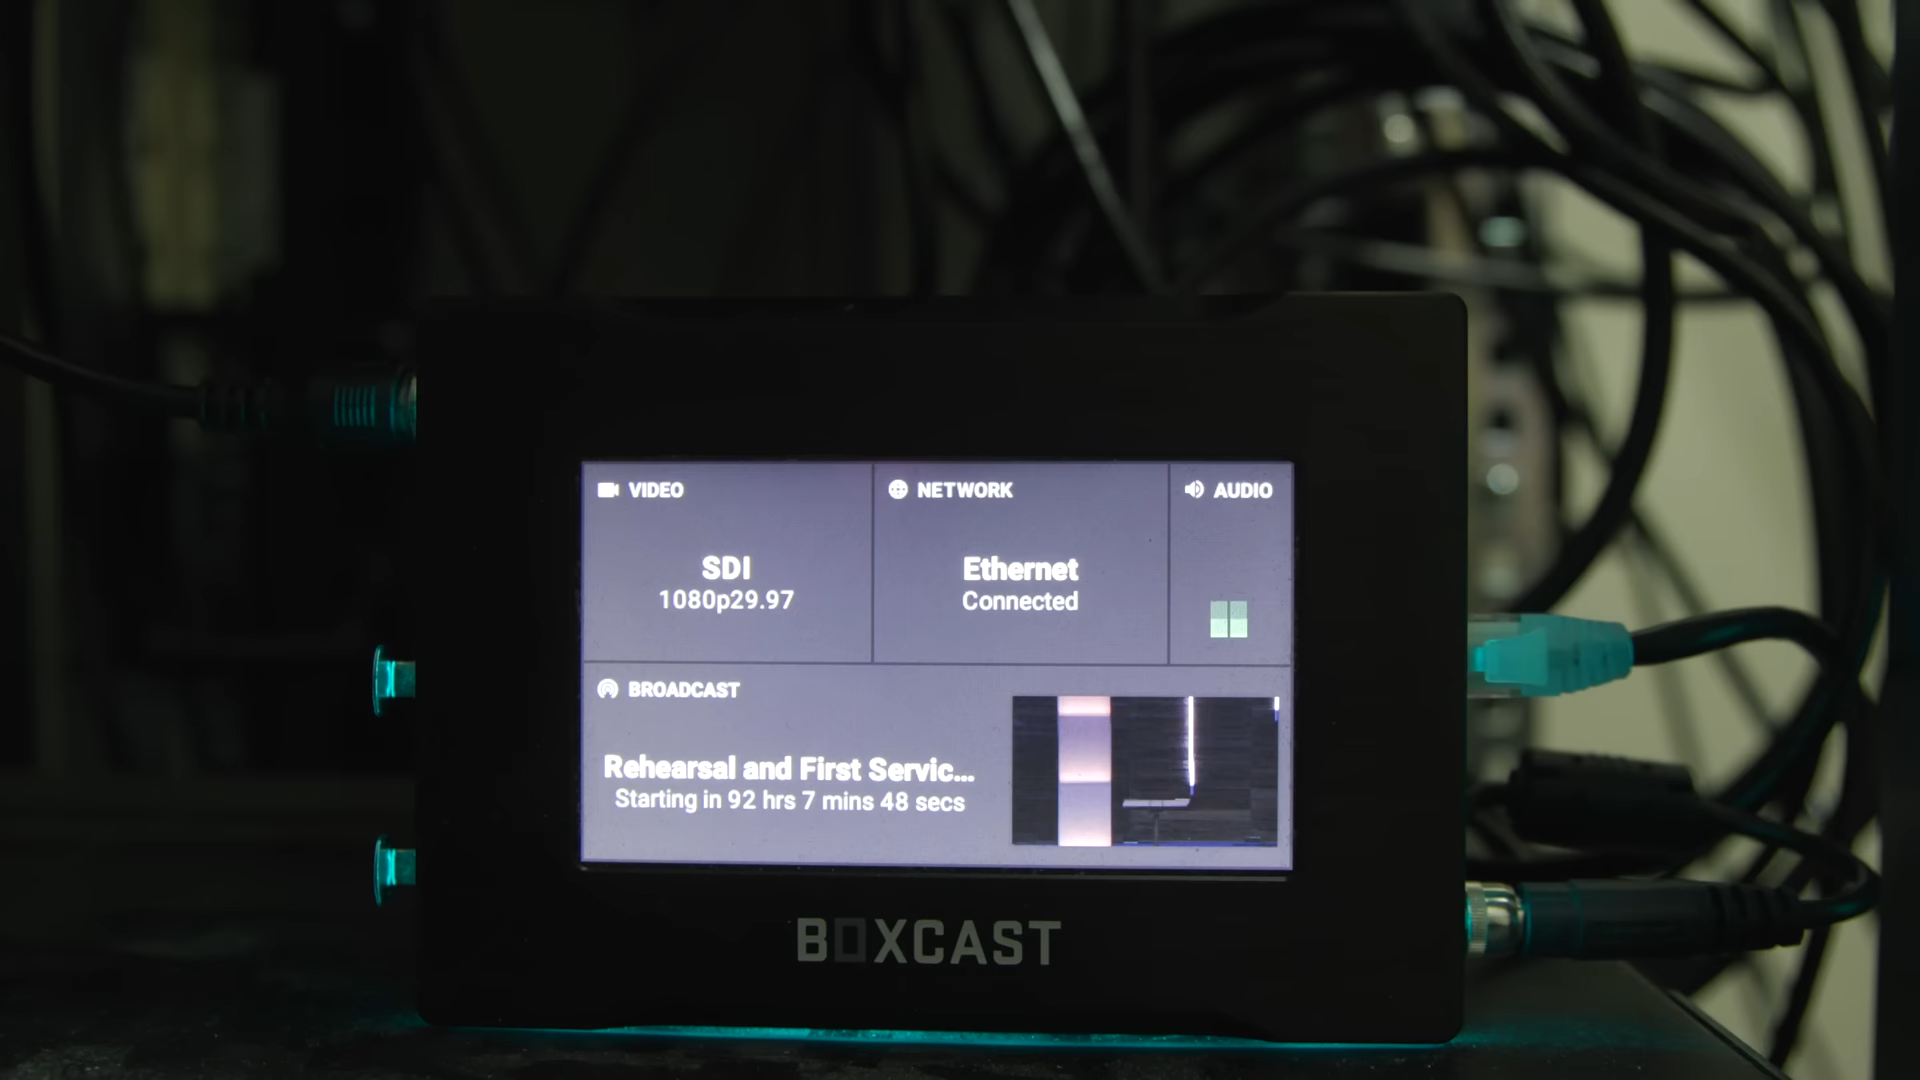 VIDEO
NETWORK
AUDIO
SDI
1080p29.97
Ethernet
Connected
BROADCAST
Rehearsal and First Servic...
Starting in 92 hrs 7 mins 48 secs
BOXCAST